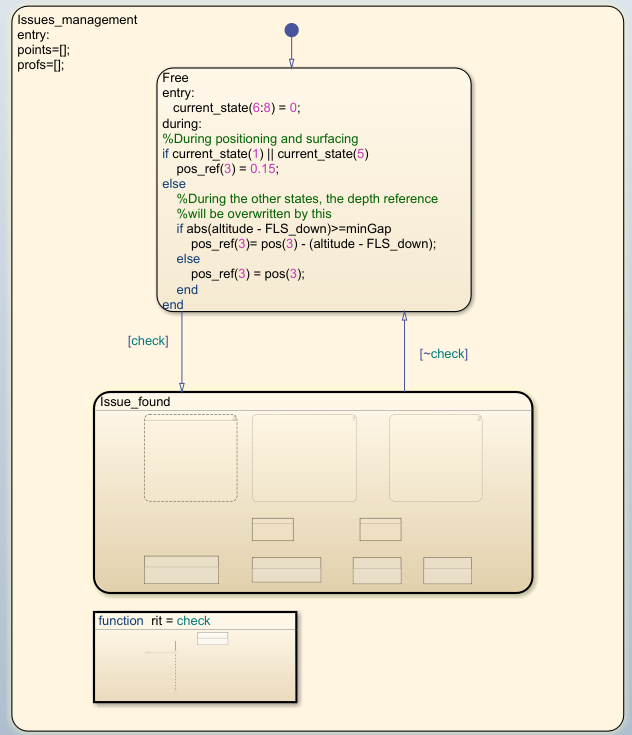 Issues_management
entry:
points=[];
profs=[];
Free
entry:
current_state(6:8) = 0;
during:
%During positioning and surfacing
if current_state(1) || current_state(5)
pos_ref(3) = 0.15;
else
%During the other states, the depth reference
%will be overwritten by this
if abs(altitude - FLS_down)>=minGap
pos_ref(3)= pos(3) - (altitude - FLS_down);
else
pos_ref(3) = pos(3);
end
end
[check]
[~check]
Issue_found
function rit = check